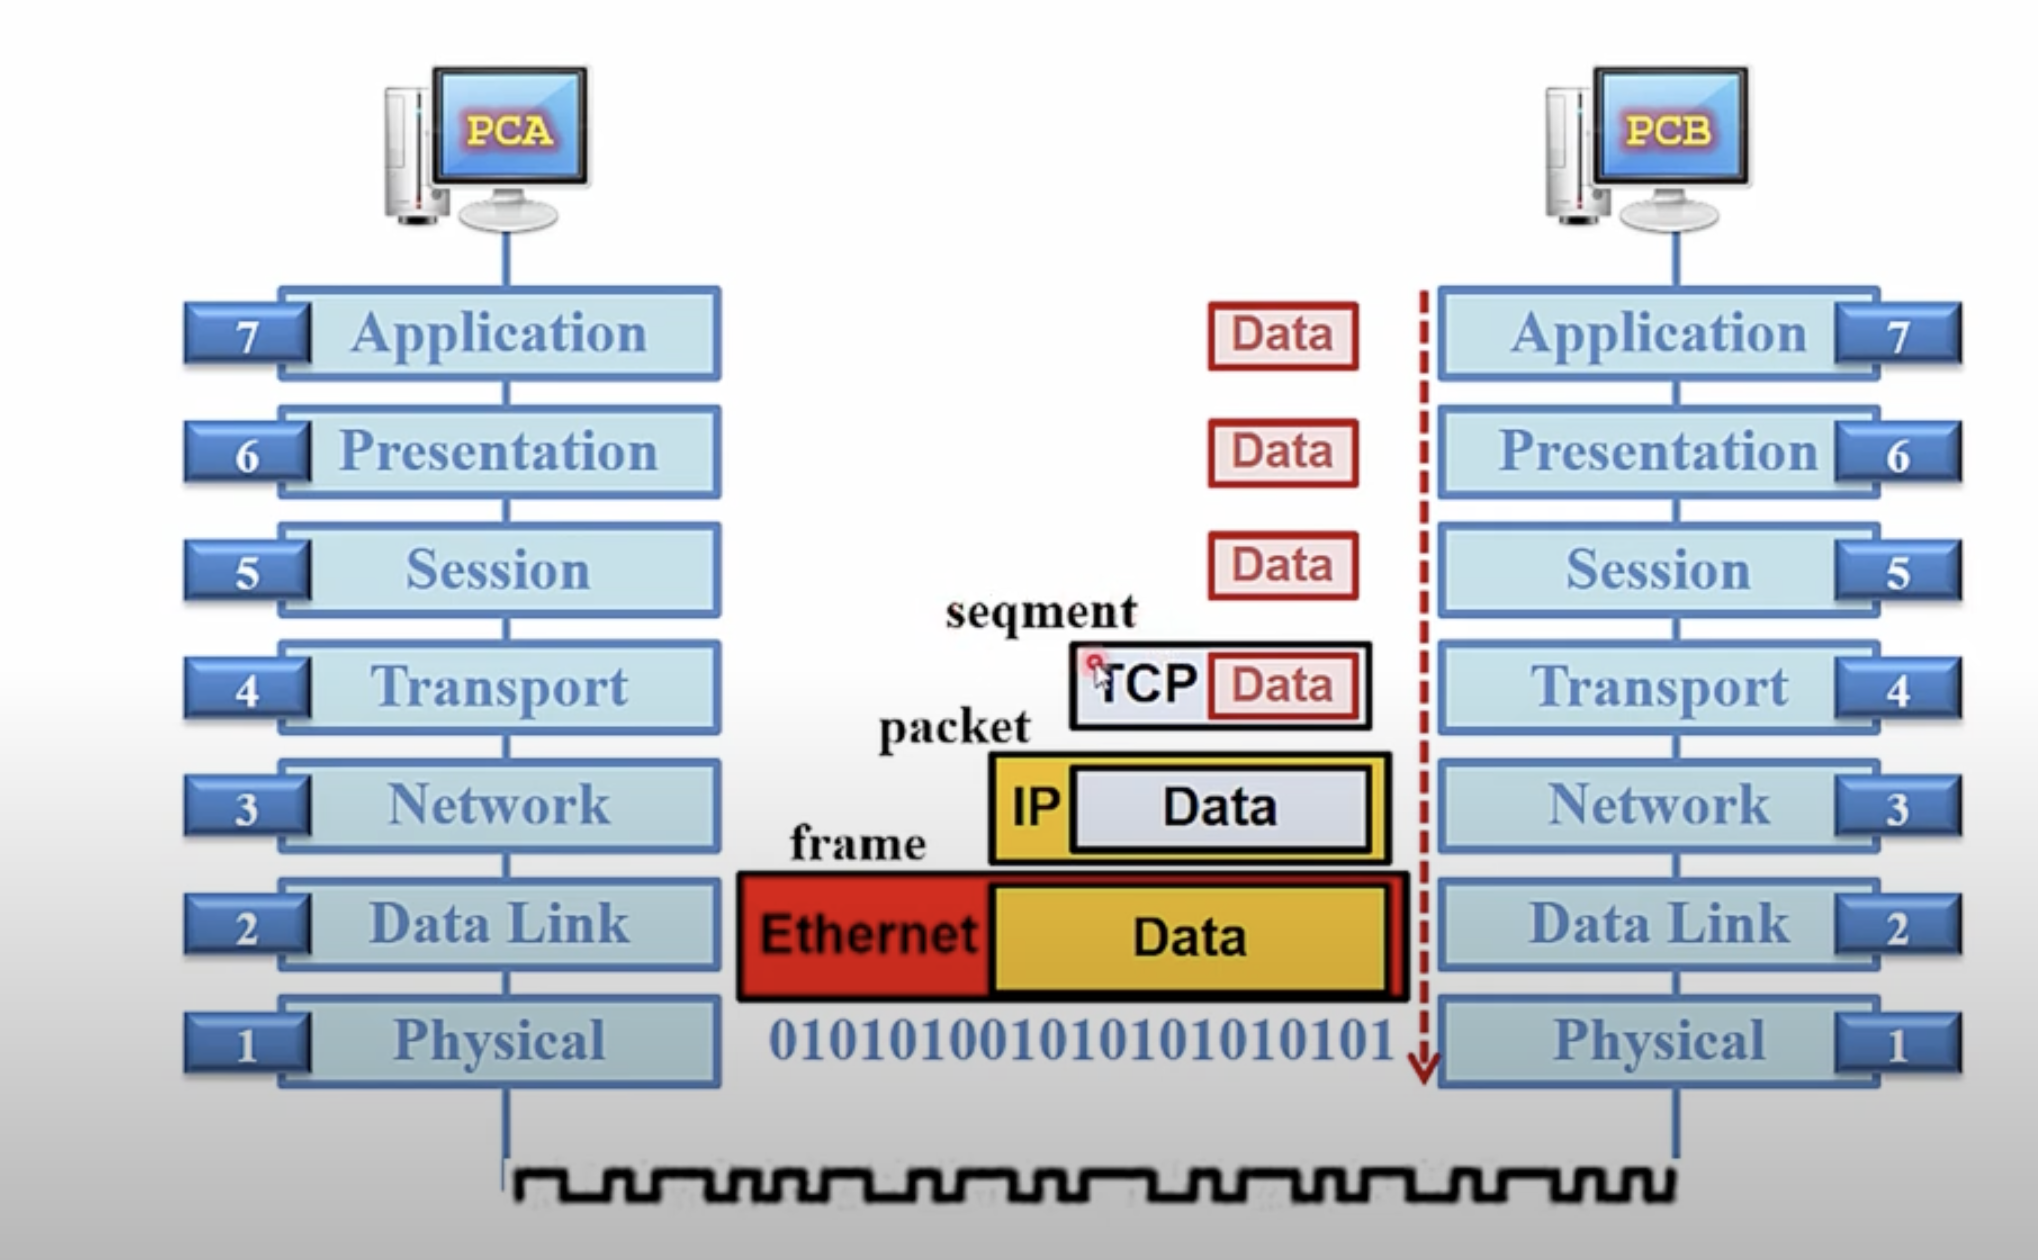 PCA
PCB
7 Application Data Application 7
6 Presentation Data Presentation 6
5 Session Data Session 5
seqment
4 Transport TCP Data Transport 4
packet
3 Network IP Data Network 3
frame
2 Data Link Ethernet Data Data Link 2
1 Physical 010101001010101010101 Physical 1